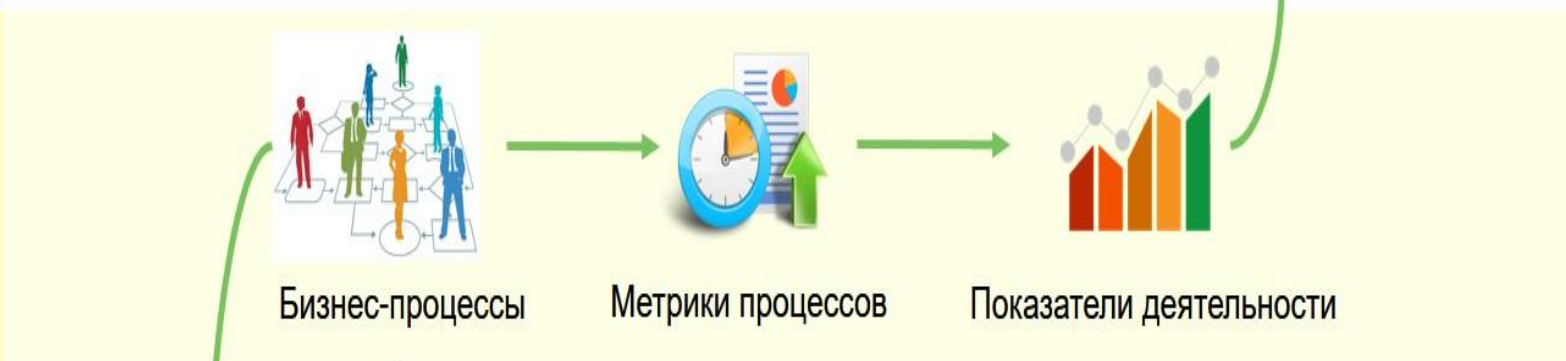 Бизнес-процессы
Метрики процессов
Показатели деятельности